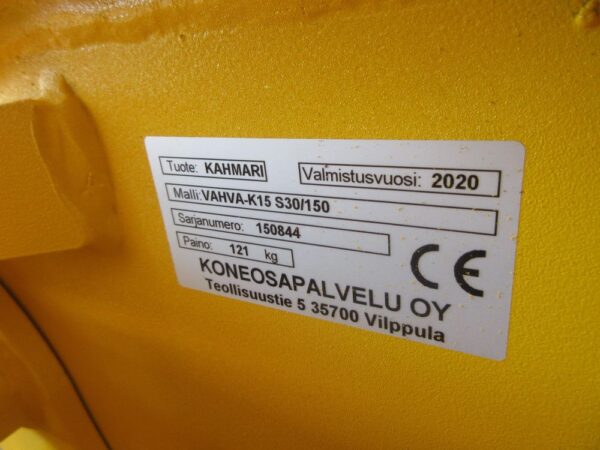 Tuote: KAHMARI Valmistusvuosi: 2020
Malli: VAHVA-K15 S30/150
Sarjanumero: 150844
Paino: 121 kg
CE
KONEOSAPALVELU OY
Teollisuustie 5 35700 Vilppula